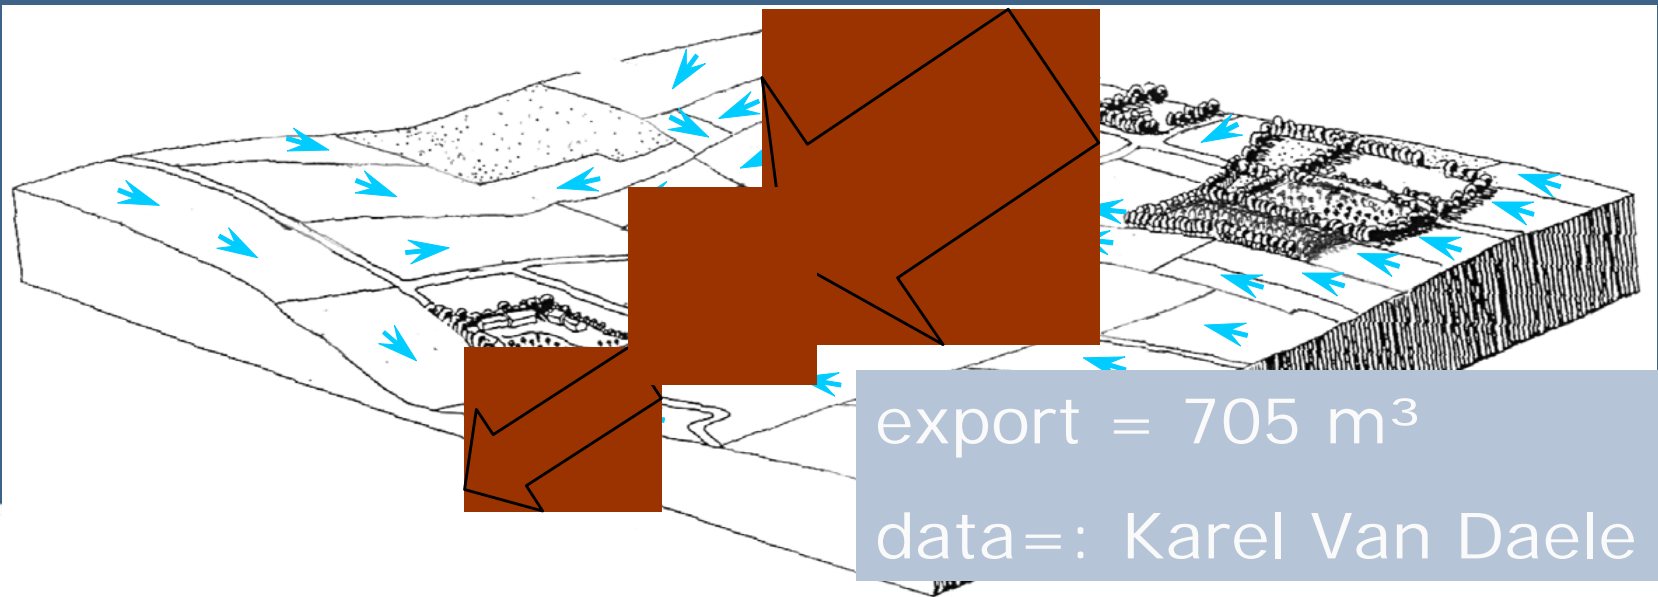 export = 705 m³
data=: Karel Van Daele